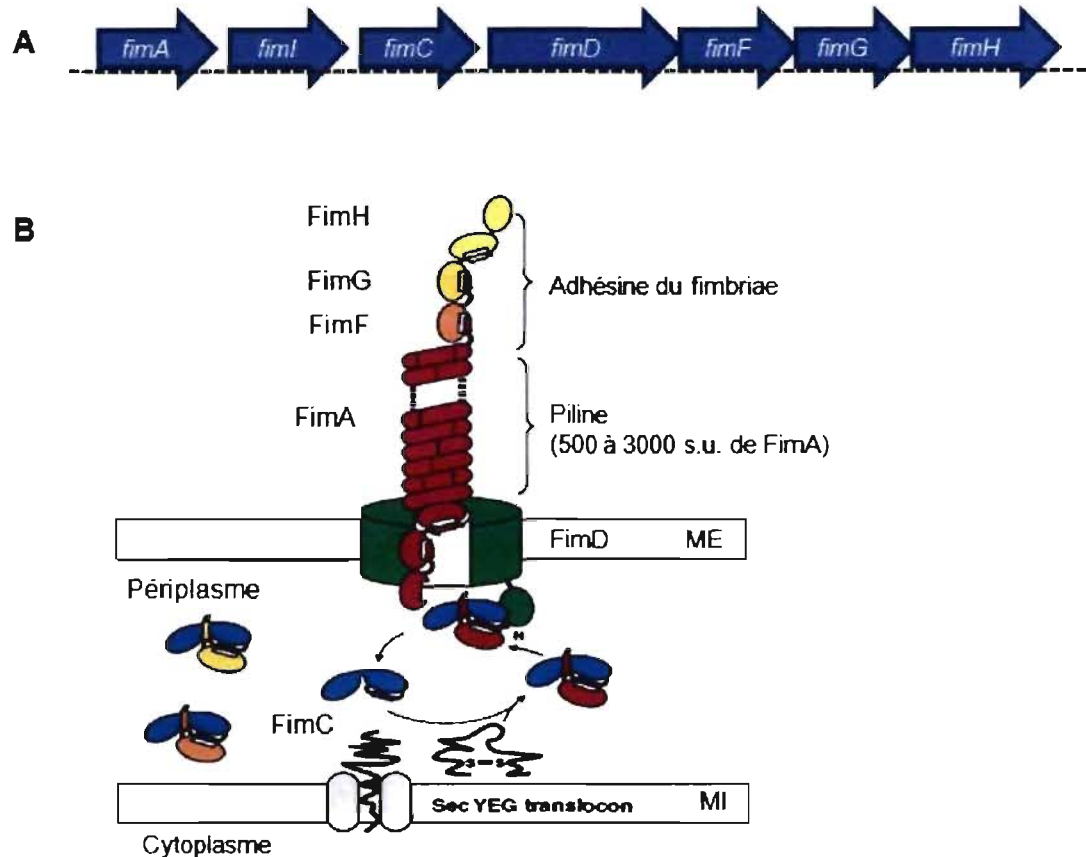 A
fimA fimI fimC fimD fimF fimG fimH
B
FimH
FimG
FimF
Adhésine du fimbriae
FimA
Piline
(500 à 3000 s.u. de FimA)
FimD ME
Périplasme
N
FimC
S-S
Sec YEG translocon MI
Cytoplasme